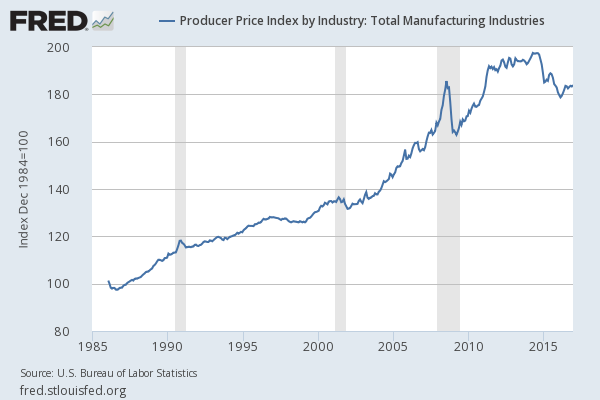 FRED
Producer Price Index by Industry: Total Manufacturing Industries
200
180
160
140
120
100
80
Index Dec 1984=100
1985 1990 1995 2000 2005 2010 2015
Source: U.S. Bureau of Labor Statistics
fred.stlouisfed.org